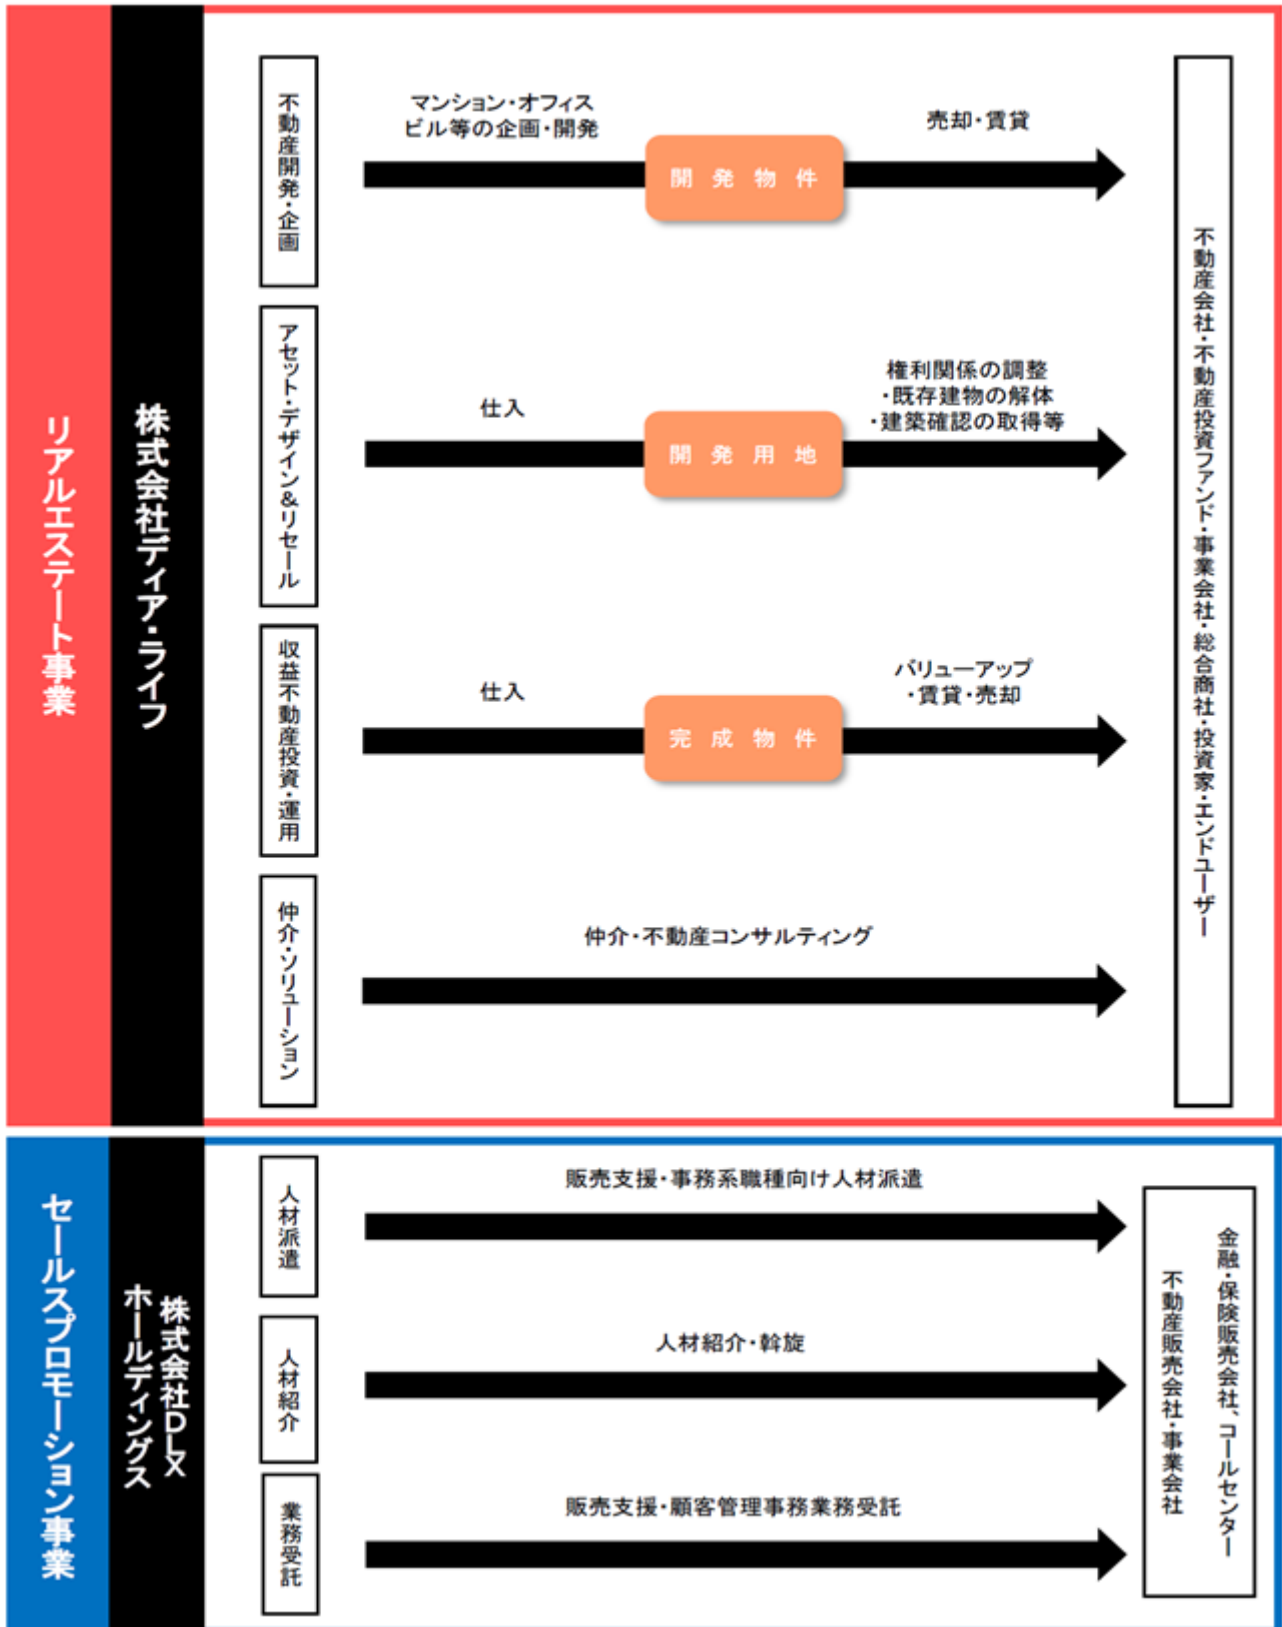 リアルエステート事業
株式会社ディア・ライフ
不動産開発・企画
マンション・オフィス
ビル等の企画・開発
開発物件
売却・賃貸
アセット・デザイン&リセール
仕入
開発用地
権利関係の調整
・既存建物の解体
・建築確認の取得等
収益不動産投資・運用
仕入
完成物件
バリューアップ
・賃貸・売却
仲介・ソリューション
仲介・不動産コンサルティング
不動産会社・不動産投資ファンド・事業会社・総合商社・投資家・エンドユーザー
セールスプロモーション事業
株式会社DLX
ホールディングス
人材派遣
販売支援・事務系職種向け人材派遣
人材紹介
人材紹介・斡旋
業務受託
販売支援・顧客管理事務業務受託
金融・保険販売会社、コールセンター
不動産販売会社・事業会社